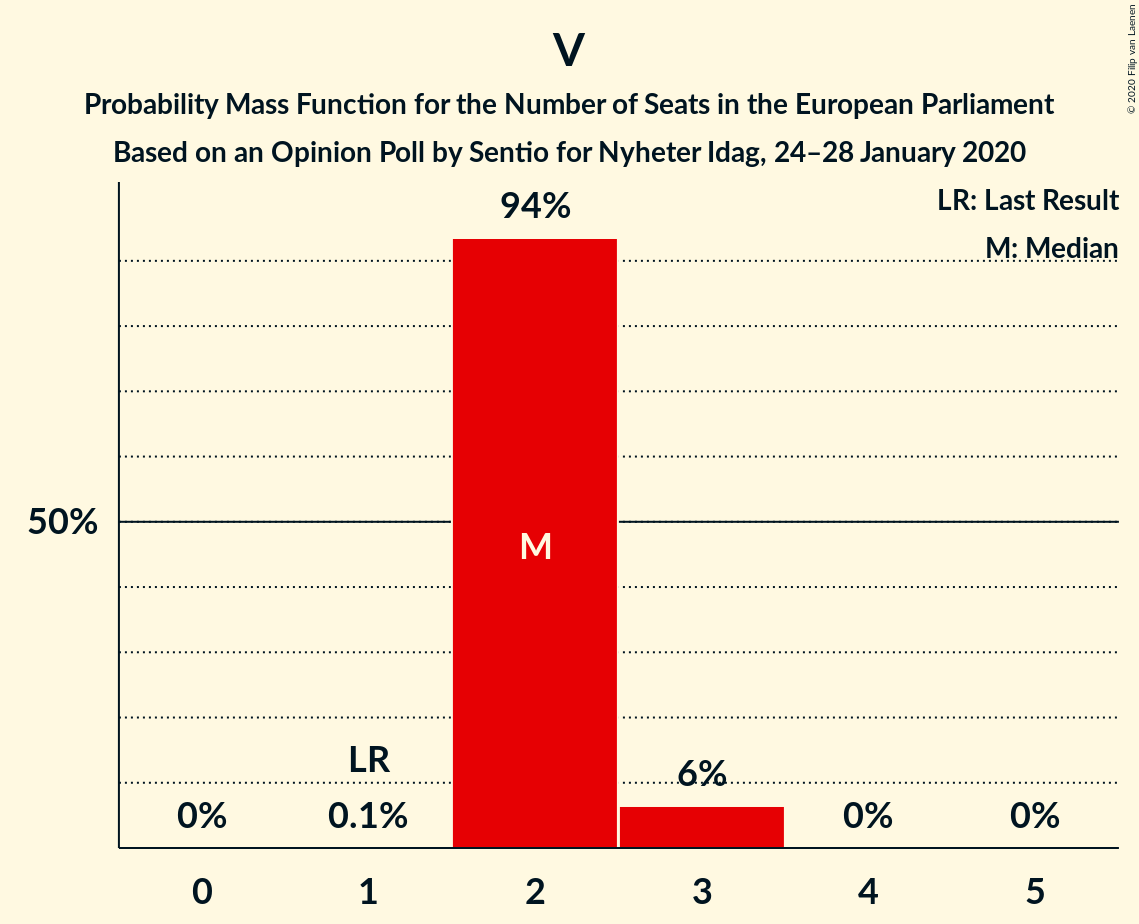 V
Probability Mass Function for the Number of Seats in the European Parliament
Based on an Opinion Poll by Sentio for Nyheter Idag, 24–28 January 2020
© 2020 Filip van Laenen
LR: Last Result
M: Median
94%
50%
M
LR
6%
0%
0.1%
0%
0%
0 1 2 3 4 5